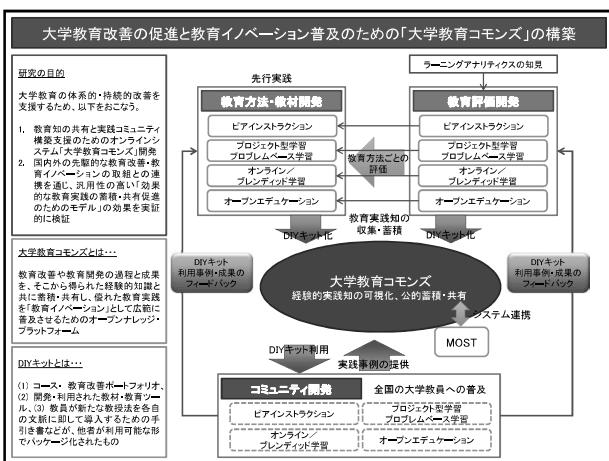 大学教育改善の促進と教育イノベーション普及のための「大学教育コモンズ」の構築
研究の目的
大学教育の体系的・持続的改善を
支援するため、以下をおこなう。
1. 教育知の共有と実践コミュニティ
構築支援のためのオンラインシ
ステム「大学教育コモンズ」開発
2. 国内外の先駆的な教育改善・教
育イノベーションの取組との連
携を通じ、汎用性の高い「効果
的な教育実践の蓄積・共有促進
のためのモデル」の効果を実証
的に検証
大学教育コモンズとは・・・
教育改善や教育開発の過程と成果
を、そこから得られた経験的知識と
共に蓄積・共有し、優れた教育実践
を「教育イノベーション」として広範に
普及させるためのオープンナレッジ・
プラットフォーム
DIYキットとは・・・
(1) コース・ 教育改善ポートフォリオ、
(2) 開発・利用された教材・教育ツー
ル、(3) 教員が新たな教授法を各自
の文脈に即して導入するための手
引き書などが、他者が利用可能な形
でパッケージ化されたもの
先行実践
教育方法・教材開発
ピアインストラクション
プロジェクト型学習
プロブレムベース学習
オンライン／
ブレンディッド学習
オープンエデュケーション
ラーニングアナリティクスの知見
教育評価開発
ピアインストラクション
プロジェクト型学習
プロブレムベース学習
オンライン／
ブレンディッド学習
オープンエデュケーション
教育方法ごとの
評価
DIYキット化
教育実践知の
収集・蓄積
DIYキット化
DIYキット
利用事例・成果の
フィードバック
大学教育コモンズ
経験的実践知の可視化、公的蓄積・共有
DIYキット
利用事例・成果の
フィードバック
システム連携
MOST
DIYキット利用
実践事例の提供
コミュニティ開発
全国の大学教員への普及
ピアインストラクション
プロジェクト型学習
プロブレムベース学習
オンライン／
ブレンディッド学習
オープンエデュケーション